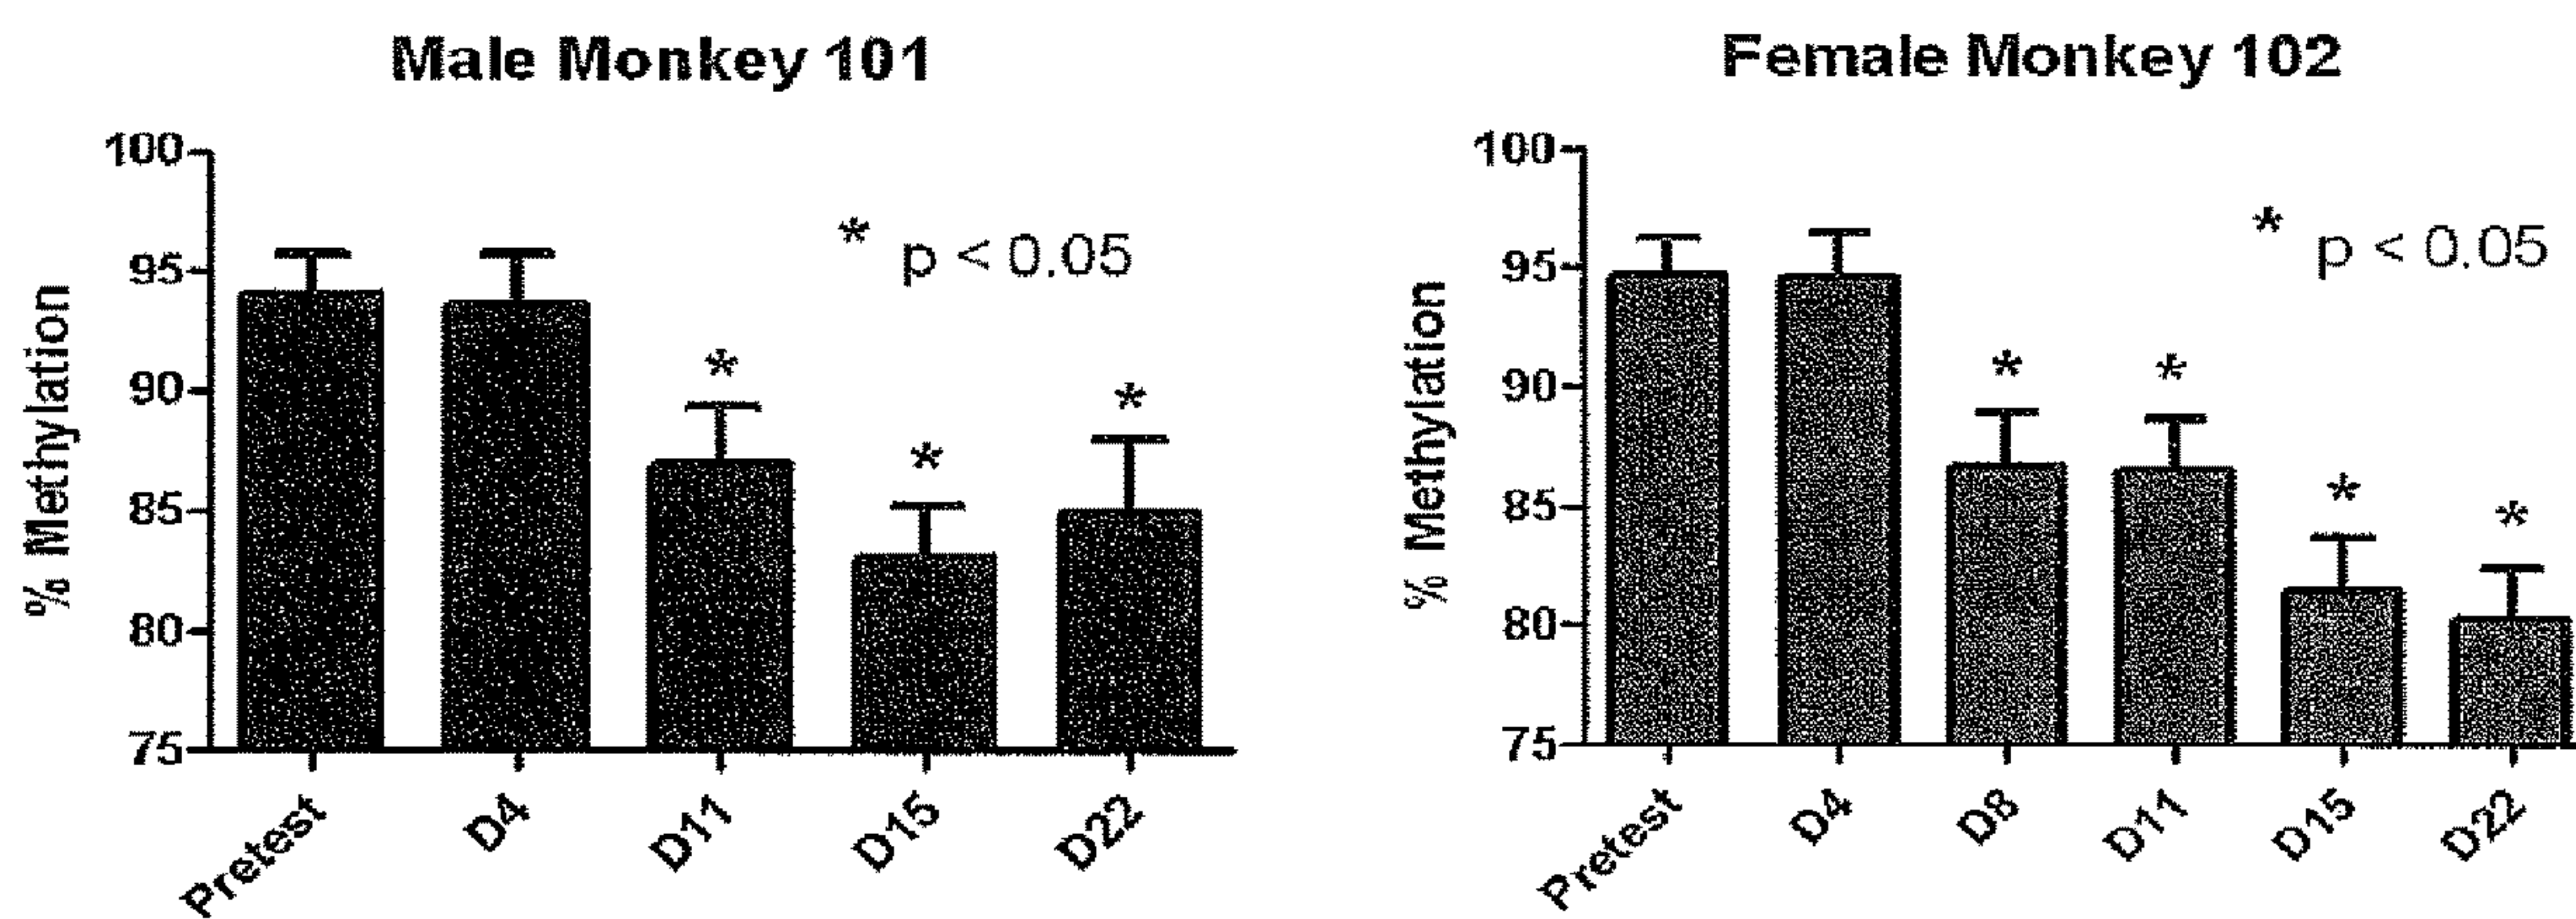 Male Monkey 101
% Methylation
100
95
90
85
80
75
* p < 0.05
*
*
*
Pretest
D4
D11
D15
D22
Female Monkey 102
% Methylation
100
95
90
85
80
75
* p < 0.05
*
*
*
*
Pretest
D4
D8
D11
D15
D22